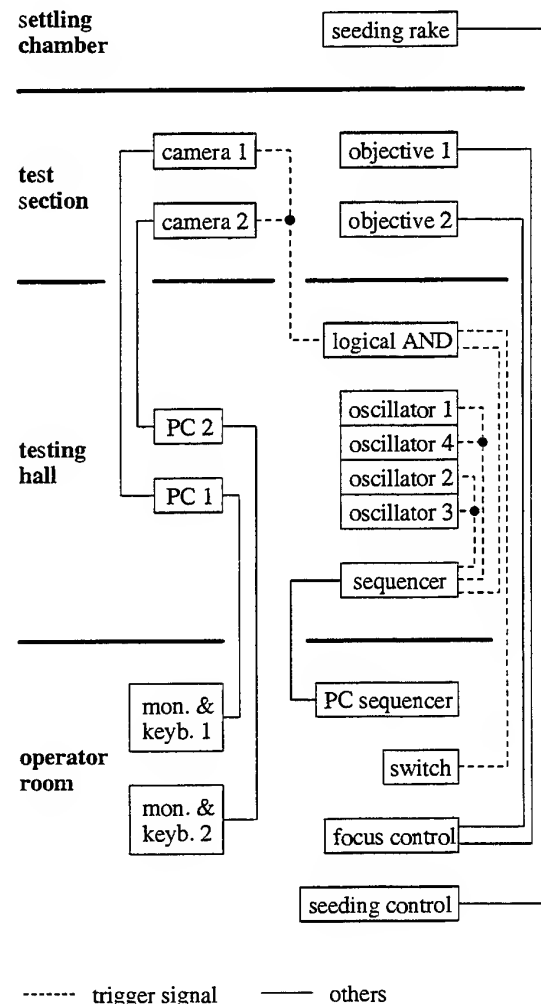 settling
chamber
seeding rake
test
section
camera 1
objective 1
camera 2
objective 2
testing
hall
logical AND
oscillator 1
PC 2
oscillator 4
oscillator 2
PC 1
oscillator 3
sequencer
operator
room
mon. &
keyb. 1
PC sequencer
switch
mon. &
keyb. 2
focus control
seeding control
trigger signal
others